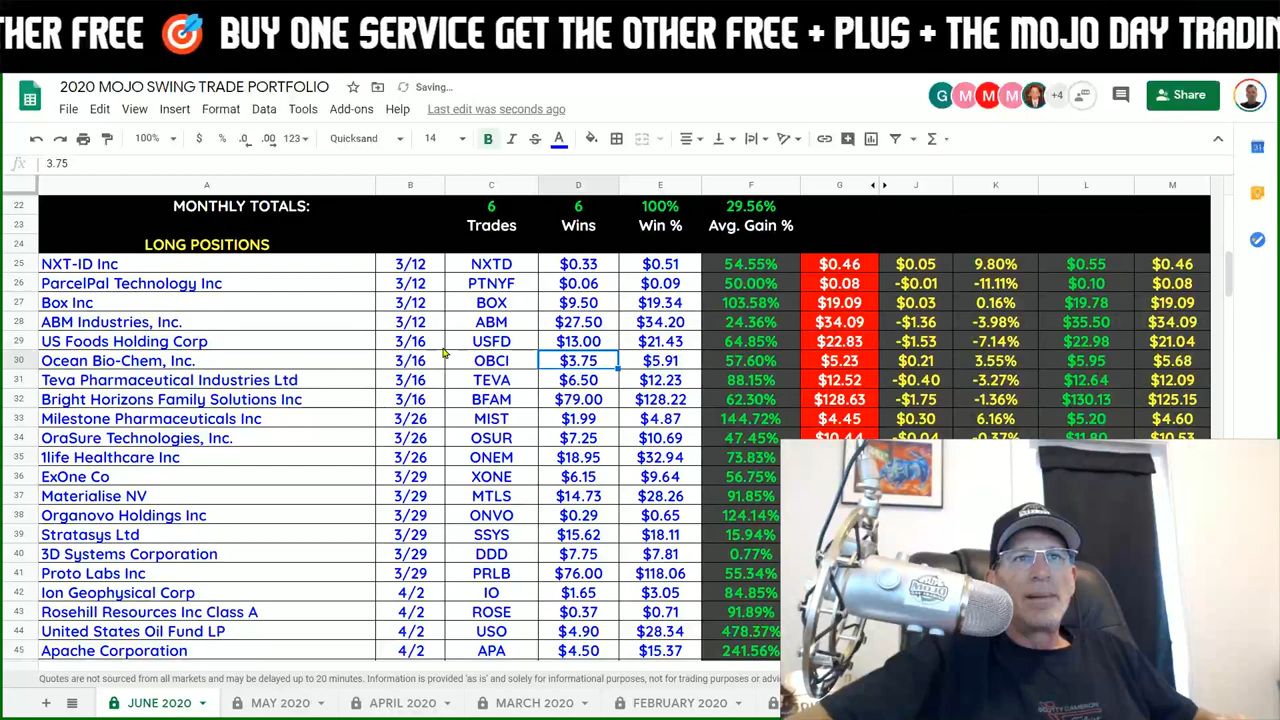 THER FREE 🎯 BUY ONE SERVICE GET THE OTHER FREE + PLUS + THE MOJO DAY TRADIN
2020 MOJO SWING TRADE PORTFOLIO Saving...
G M M M +4 Share
File Edit View Insert Format Data Tools Add-ons Help Last edit was seconds ago
100% $ % .0 .00 123 Quicksand 14 B I S A
fx 3.75
A B C D E F G J K L M
22 MONTHLY TOTALS: 6 6 100% 29.56%
23 Trades Wins Win % Avg. Gain %
24 LONG POSITIONS
25 NXT-ID Inc 3/12 NXTD $0.33 $0.51 54.55% $0.46 $0.05 9.80% $0.55 $0.46
26 ParcelPal Technology Inc 3/12 PTNYF $0.06 $0.09 50.00% $0.08 -$0.01 -11.11% $0.10 $0.08
27 Box Inc 3/12 BOX $9.50 $19.34 103.58% $19.09 $0.03 0.16% $19.78 $19.09
28 ABM Industries, Inc. 3/12 ABM $27.50 $34.20 24.36% $34.09 -$1.36 -3.98% $35.50 $34.09
29 US Foods Holding Corp 3/16 USFD $13.00 $21.43 64.85% $22.83 -$1.53 -7.14% $22.98 $21.04
30 Ocean Bio-Chem, Inc. 3/16 OBCI $3.75 $5.91 57.60% $5.23 $0.21 3.55% $5.95 $5.68
31 Teva Pharmaceutical Industries Ltd 3/16 TEVA $6.50 $12.23 88.15% $12.52 -$0.40 -3.27% $12.64 $12.09
32 Bright Horizons Family Solutions Inc 3/16 BFAM $79.00 $128.22 62.30% $128.63 -$1.75 -1.36% $130.13 $125.15
33 Milestone Pharmaceuticals Inc 3/26 MIST $1.99 $4.87 144.72% $4.45 $0.30 6.16% $5.20 $4.60
34 OraSure Technologies, Inc. 3/26 OSUR $7.25 $10.69 47.45% $10.44 -$0.04 -0.37% $11.80 $10.53
35 1life Healthcare Inc 3/26 ONEM $18.95 $32.94 73.83%
36 ExOne Co 3/29 XONE $6.15 $9.64 56.75%
37 Materialise NV 3/29 MTLS $14.73 $28.26 91.85%
38 Organovo Holdings Inc 3/29 ONVO $0.29 $0.65 124.14%
39 Stratasys Ltd 3/29 SSYS $15.62 $18.11 15.94%
40 3D Systems Corporation 3/29 DDD $7.75 $7.81 0.77%
41 Proto Labs Inc 3/29 PRLB $76.00 $118.06 55.34%
42 Ion Geophysical Corp 4/2 IO $1.65 $3.05 84.85%
43 Rosehill Resources Inc Class A 4/2 ROSE $0.37 $0.71 91.89%
44 United States Oil Fund LP 4/2 USO $4.90 $28.34 478.37%
45 Apache Corporation 4/2 APA $4.50 $15.37 241.56%
Quotes are not sourced from all markets and may be delayed up to 20 minutes. Information is provided 'as is' and solely for informational purposes, not for trading purposes or advic
JUNE 2020 MAY 2020 APRIL 2020 MARCH 2020 FEBRUARY 2020
MOJO